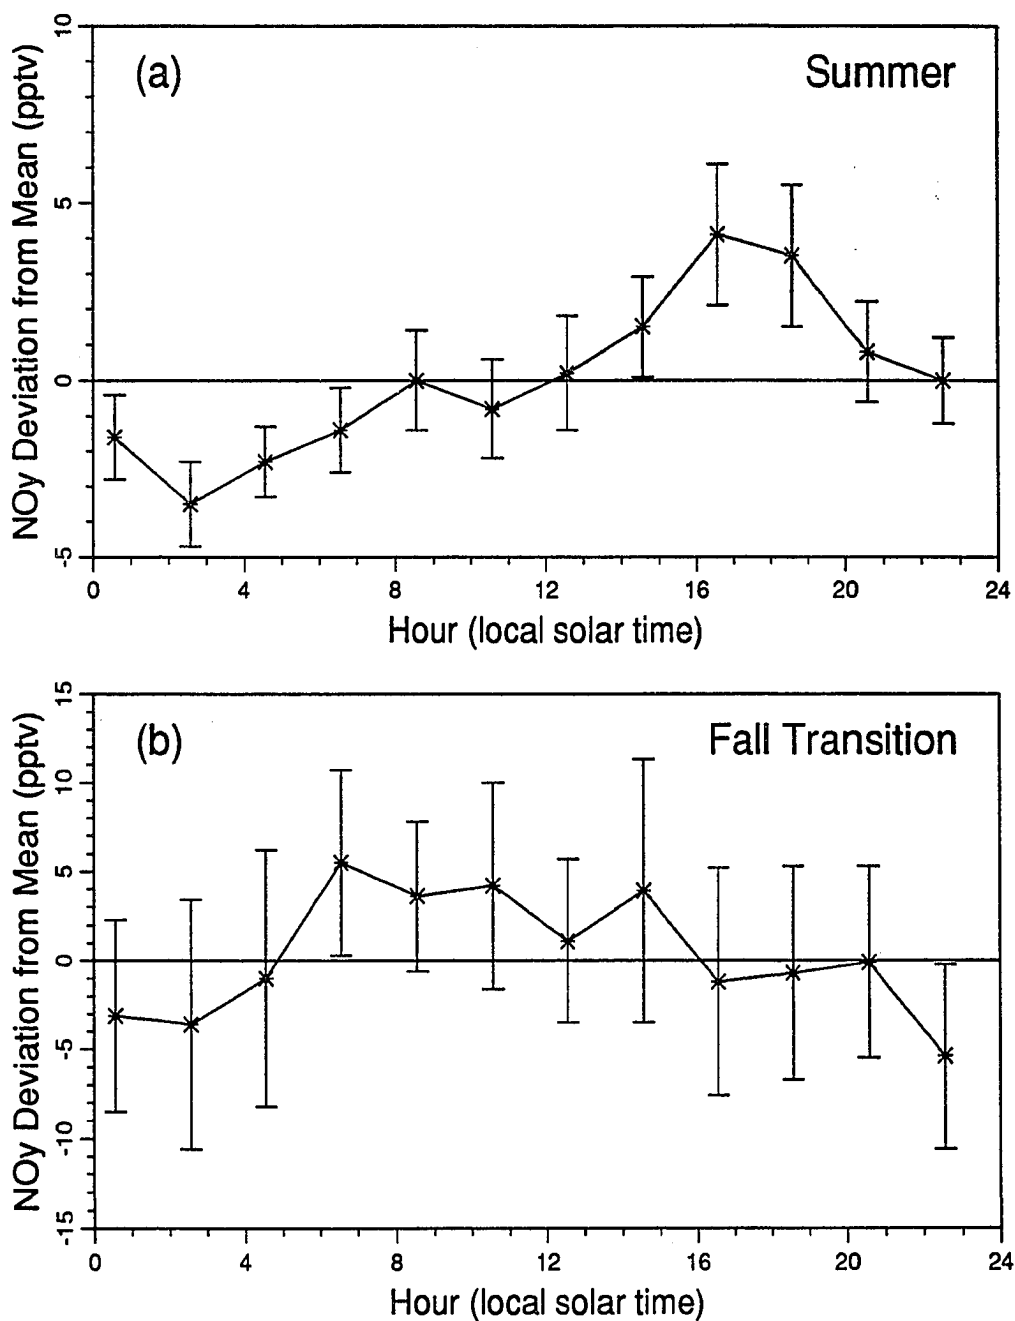 (a)
Summer
NOy Deviation from Mean (pptv)
10
5
0
-5
0 4 8 12 16 20 24
Hour (local solar time)
(b)
Fall Transition
NOy Deviation from Mean (pptv)
15
10
5
0
-5
-10
-15
0 4 8 12 16 20 24
Hour (local solar time)